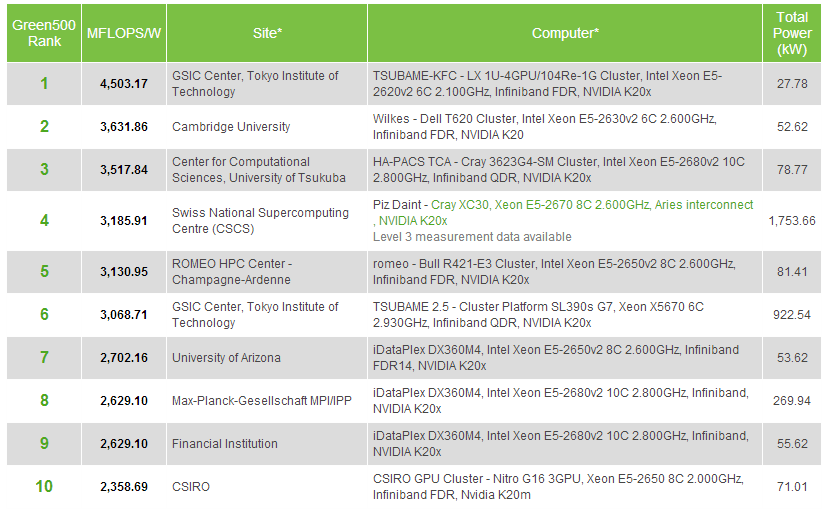 Green500 Rank MFLOPS/W Site* Computer* Total Power (kW)
1 4,503.17 GSIC Center, Tokyo Institute of Technology TSUBAME-KFC - LX 1U-4GPU/104Re-1G Cluster, Intel Xeon E5-2620v2 6C 2.100GHz, Infiniband FDR, NVIDIA K20x 27.78
2 3,631.86 Cambridge University Wilkes - Dell T620 Cluster, Intel Xeon E5-2630v2 6C 2.600GHz, Infiniband FDR, NVIDIA K20 52.62
3 3,517.84 Center for Computational Sciences, University of Tsukuba HA-PACS TCA - Cray 3623G4-SM Cluster, Intel Xeon E5-2680v2 10C 2.800GHz, Infiniband QDR, NVIDIA K20x 78.77
4 3,185.91 Swiss National Supercomputing Centre (CSCS) Piz Daint - Cray XC30, Xeon E5-2670 8C 2.600GHz, Aries interconnect , NVIDIA K20x Level 3 measurement data available 1,753.66
5 3,130.95 ROMEO HPC Center - Champagne-Ardenne romeo - Bull R421-E3 Cluster, Intel Xeon E5-2650v2 8C 2.600GHz, Infiniband FDR, NVIDIA K20x 81.41
6 3,068.71 GSIC Center, Tokyo Institute of Technology TSUBAME 2.5 - Cluster Platform SL390s G7, Xeon X5670 6C 2.930GHz, Infiniband QDR, NVIDIA K20x 922.54
7 2,702.16 University of Arizona iDataPlex DX360M4, Intel Xeon E5-2650v2 8C 2.600GHz, Infiniband FDR14, NVIDIA K20x 53.62
8 2,629.10 Max-Planck-Gesellschaft MPI/IPP iDataPlex DX360M4, Intel Xeon E5-2680v2 10C 2.800GHz, Infiniband, NVIDIA K20x 269.94
9 2,629.10 Financial Institution iDataPlex DX360M4, Intel Xeon E5-2680v2 10C 2.800GHz, Infiniband, NVIDIA K20x 55.62
10 2,358.69 CSIRO CSIRO GPU Cluster - Nitro G16 3GPU, Xeon E5-2650 8C 2.000GHz, Infiniband FDR, Nvidia K20m 71.01